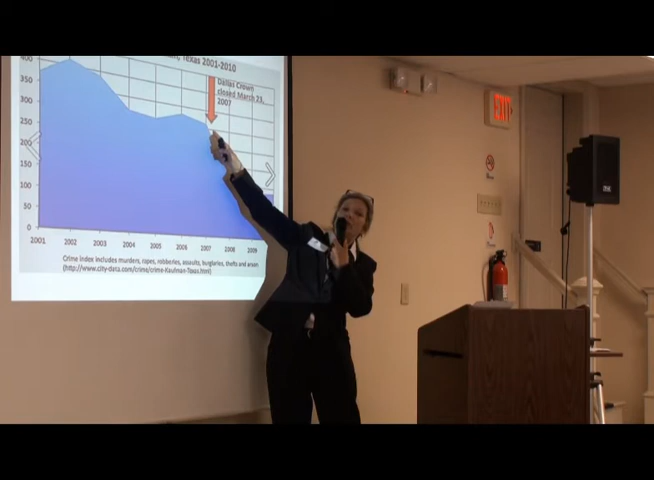 , Texas 2001-2010
400
350
300
250
200
150
100
50
0
Dallas Crown
closed March 23,
2007
2001 2002 2003 2004 2005 2006 2007 2008 2009
Crime index includes murders, rapes, robberies, assaults, burglaries, thefts and arson
(http://www.city-data.com/crime/crime-Kaufman-Texas.html)
EXIT